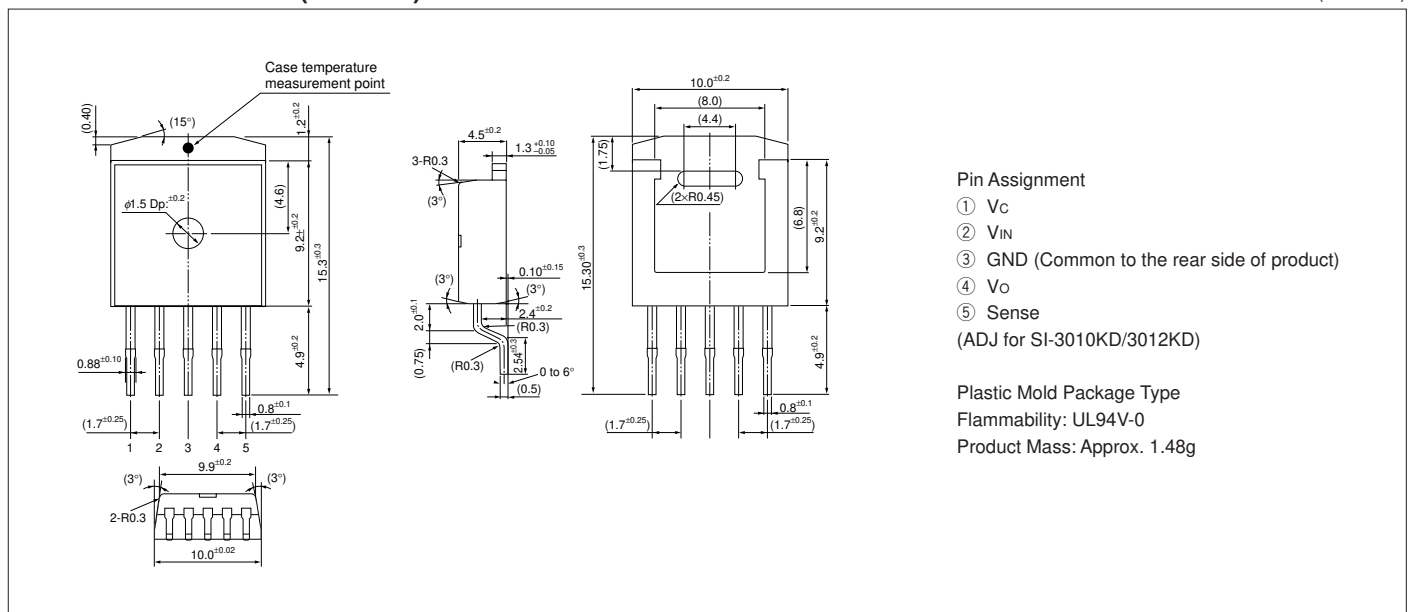 Case temperature
measurement point
(0.40)
(15°)
1.2±0.2
φ1.5 Dp:±0.2
(4.6)
9.2±±0.2
15.3±0.3
0.88±0.10
4.9±0.2
0.8±0.1
(1.7±0.25)
(1.7±0.25)
1 2 3 4 5
4.5±0.2
1.3 +0.10 −0.05
3-R0.3
(3°)
0.10±0.15
(3°)
(3°)
2.0±0.1
2.4±0.2
(R0.3)
(0.75)
(R0.3)
2.54±0.3
0 to 6°
(0.5)
10.0±0.2
(8.0)
(4.4)
(1.75)
(2×R0.45)
(6.8)
9.2±0.2
15.30±0.3
4.9±0.2
0.8±0.1
(1.7±0.25)
(1.7±0.25)
9.9±0.2
(3°)
(3°)
2-R0.3
10.0±0.02
Pin Assignment
① VC
② VIN
③ GND (Common to the rear side of product)
④ VO
⑤ Sense
(ADJ for SI-3010KD/3012KD)
Plastic Mold Package Type
Flammability: UL94V-0
Product Mass: Approx. 1.48g